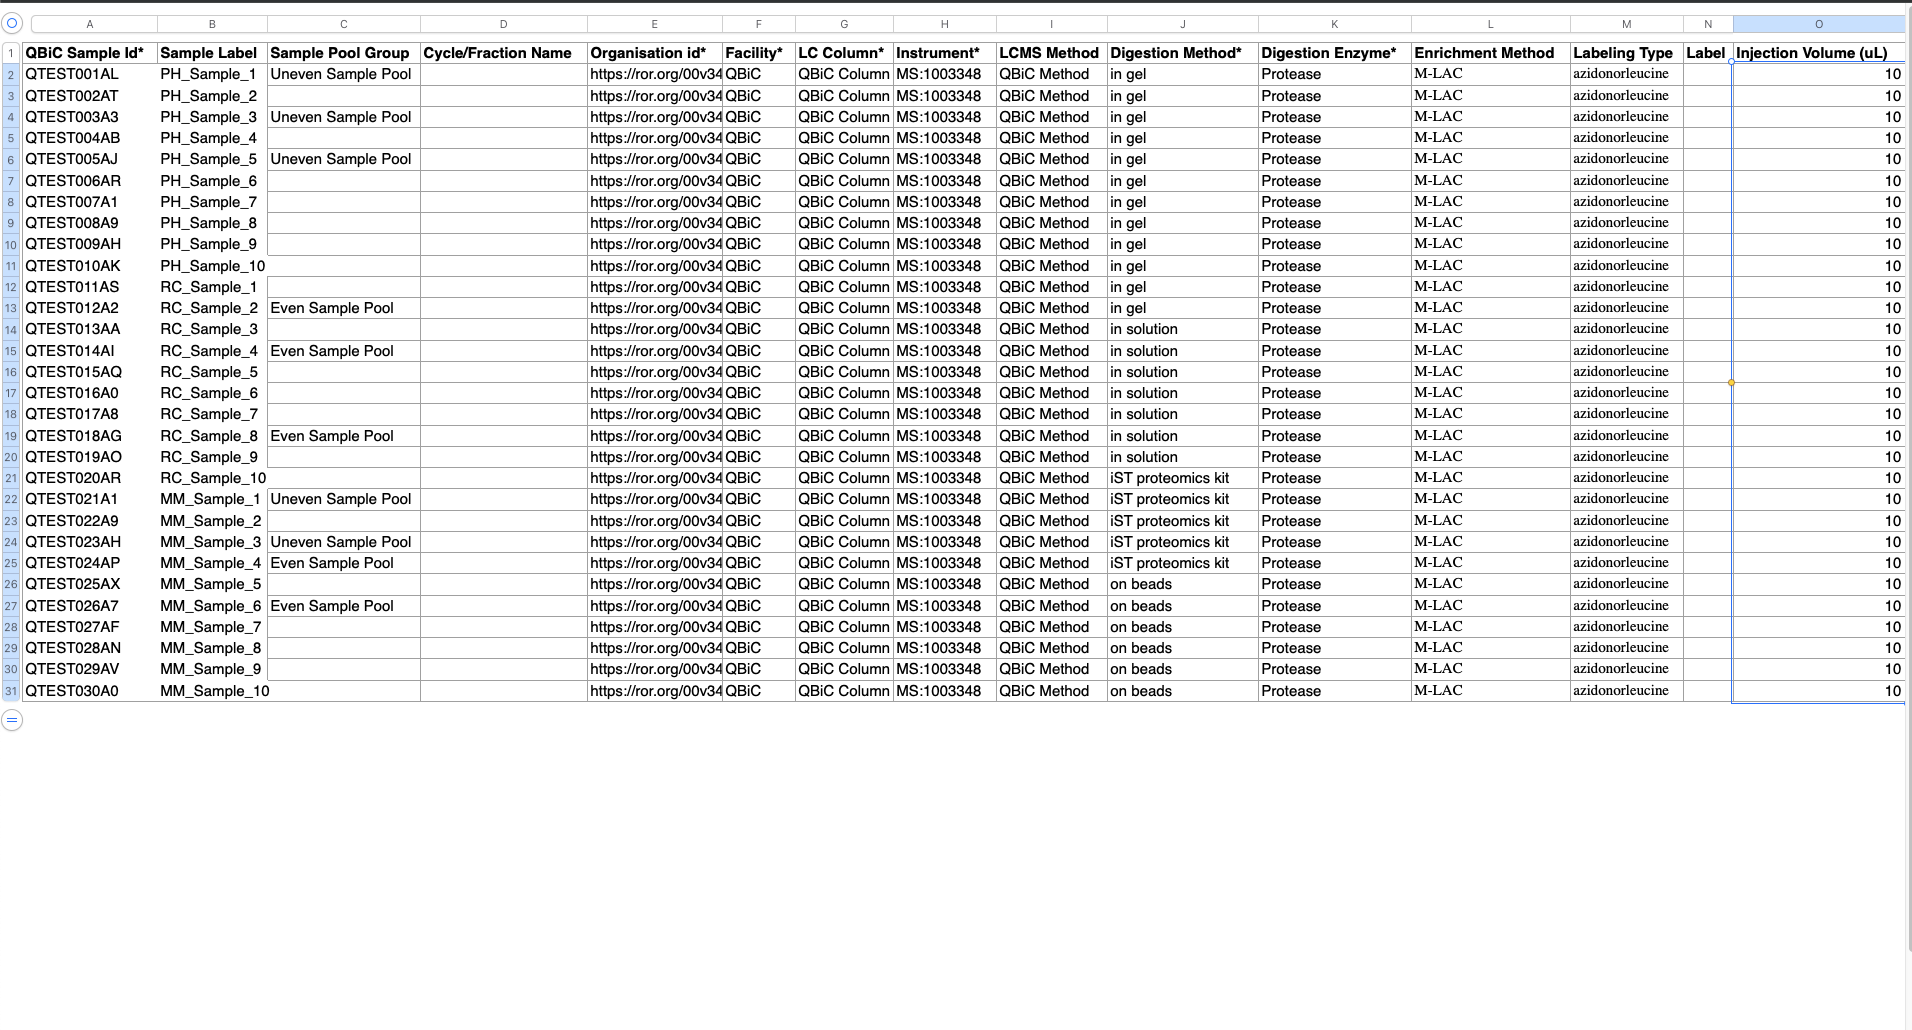 A B C D E F G H I J K L M N O
1 QBiC Sample Id* Sample Label Sample Pool Group Cycle/Fraction Name Organisation id* Facility* LC Column* Instrument* LCMS Method Digestion Method* Digestion Enzyme* Enrichment Method Labeling Type Label Injection Volume (uL)
2 QTEST001AL PH_Sample_1 Uneven Sample Pool https://ror.org/00v34 QBiC QBiC Column MS:1003348 QBiC Method in gel Protease M-LAC azidonorleucine 10
3 QTEST002AT PH_Sample_2 https://ror.org/00v34 QBiC QBiC Column MS:1003348 QBiC Method in gel Protease M-LAC azidonorleucine 10
4 QTEST003A3 PH_Sample_3 Uneven Sample Pool https://ror.org/00v34 QBiC QBiC Column MS:1003348 QBiC Method in gel Protease M-LAC azidonorleucine 10
5 QTEST004AB PH_Sample_4 https://ror.org/00v34 QBiC QBiC Column MS:1003348 QBiC Method in gel Protease M-LAC azidonorleucine 10
6 QTEST005AJ PH_Sample_5 Uneven Sample Pool https://ror.org/00v34 QBiC QBiC Column MS:1003348 QBiC Method in gel Protease M-LAC azidonorleucine 10
7 QTEST006AR PH_Sample_6 https://ror.org/00v34 QBiC QBiC Column MS:1003348 QBiC Method in gel Protease M-LAC azidonorleucine 10
8 QTEST007A1 PH_Sample_7 https://ror.org/00v34 QBiC QBiC Column MS:1003348 QBiC Method in gel Protease M-LAC azidonorleucine 10
9 QTEST008A9 PH_Sample_8 https://ror.org/00v34 QBiC QBiC Column MS:1003348 QBiC Method in gel Protease M-LAC azidonorleucine 10
10 QTEST009AH PH_Sample_9 https://ror.org/00v34 QBiC QBiC Column MS:1003348 QBiC Method in gel Protease M-LAC azidonorleucine 10
11 QTEST010AK PH_Sample_10 https://ror.org/00v34 QBiC QBiC Column MS:1003348 QBiC Method in gel Protease M-LAC azidonorleucine 10
12 QTEST011AS RC_Sample_1 https://ror.org/00v34 QBiC QBiC Column MS:1003348 QBiC Method in gel Protease M-LAC azidonorleucine 10
13 QTEST012A2 RC_Sample_2 Even Sample Pool https://ror.org/00v34 QBiC QBiC Column MS:1003348 QBiC Method in gel Protease M-LAC azidonorleucine 10
14 QTEST013AA RC_Sample_3 https://ror.org/00v34 QBiC QBiC Column MS:1003348 QBiC Method in solution Protease M-LAC azidonorleucine 10
15 QTEST014AI RC_Sample_4 Even Sample Pool https://ror.org/00v34 QBiC QBiC Column MS:1003348 QBiC Method in solution Protease M-LAC azidonorleucine 10
16 QTEST015AQ RC_Sample_5 https://ror.org/00v34 QBiC QBiC Column MS:1003348 QBiC Method in solution Protease M-LAC azidonorleucine 10
17 QTEST016A0 RC_Sample_6 https://ror.org/00v34 QBiC QBiC Column MS:1003348 QBiC Method in solution Protease M-LAC azidonorleucine 10
18 QTEST017A8 RC_Sample_7 https://ror.org/00v34 QBiC QBiC Column MS:1003348 QBiC Method in solution Protease M-LAC azidonorleucine 10
19 QTEST018AG RC_Sample_8 Even Sample Pool https://ror.org/00v34 QBiC QBiC Column MS:1003348 QBiC Method in solution Protease M-LAC azidonorleucine 10
20 QTEST019AO RC_Sample_9 https://ror.org/00v34 QBiC QBiC Column MS:1003348 QBiC Method in solution Protease M-LAC azidonorleucine 10
21 QTEST020AR RC_Sample_10 https://ror.org/00v34 QBiC QBiC Column MS:1003348 QBiC Method iST proteomics kit Protease M-LAC azidonorleucine 10
22 QTEST021A1 MM_Sample_1 Uneven Sample Pool https://ror.org/00v34 QBiC QBiC Column MS:1003348 QBiC Method iST proteomics kit Protease M-LAC azidonorleucine 10
23 QTEST022A9 MM_Sample_2 https://ror.org/00v34 QBiC QBiC Column MS:1003348 QBiC Method iST proteomics kit Protease M-LAC azidonorleucine 10
24 QTEST023AH MM_Sample_3 Uneven Sample Pool https://ror.org/00v34 QBiC QBiC Column MS:1003348 QBiC Method iST proteomics kit Protease M-LAC azidonorleucine 10
25 QTEST024AP MM_Sample_4 Even Sample Pool https://ror.org/00v34 QBiC QBiC Column MS:1003348 QBiC Method iST proteomics kit Protease M-LAC azidonorleucine 10
26 QTEST025AX MM_Sample_5 https://ror.org/00v34 QBiC QBiC Column MS:1003348 QBiC Method on beads Protease M-LAC azidonorleucine 10
27 QTEST026A7 MM_Sample_6 Even Sample Pool https://ror.org/00v34 QBiC QBiC Column MS:1003348 QBiC Method on beads Protease M-LAC azidonorleucine 10
28 QTEST027AF MM_Sample_7 https://ror.org/00v34 QBiC QBiC Column MS:1003348 QBiC Method on beads Protease M-LAC azidonorleucine 10
29 QTEST028AN MM_Sample_8 https://ror.org/00v34 QBiC QBiC Column MS:1003348 QBiC Method on beads Protease M-LAC azidonorleucine 10
30 QTEST029AV MM_Sample_9 https://ror.org/00v34 QBiC QBiC Column MS:1003348 QBiC Method on beads Protease M-LAC azidonorleucine 10
31 QTEST030A0 MM_Sample_10 https://ror.org/00v34 QBiC QBiC Column MS:1003348 QBiC Method on beads Protease M-LAC azidonorleucine 10